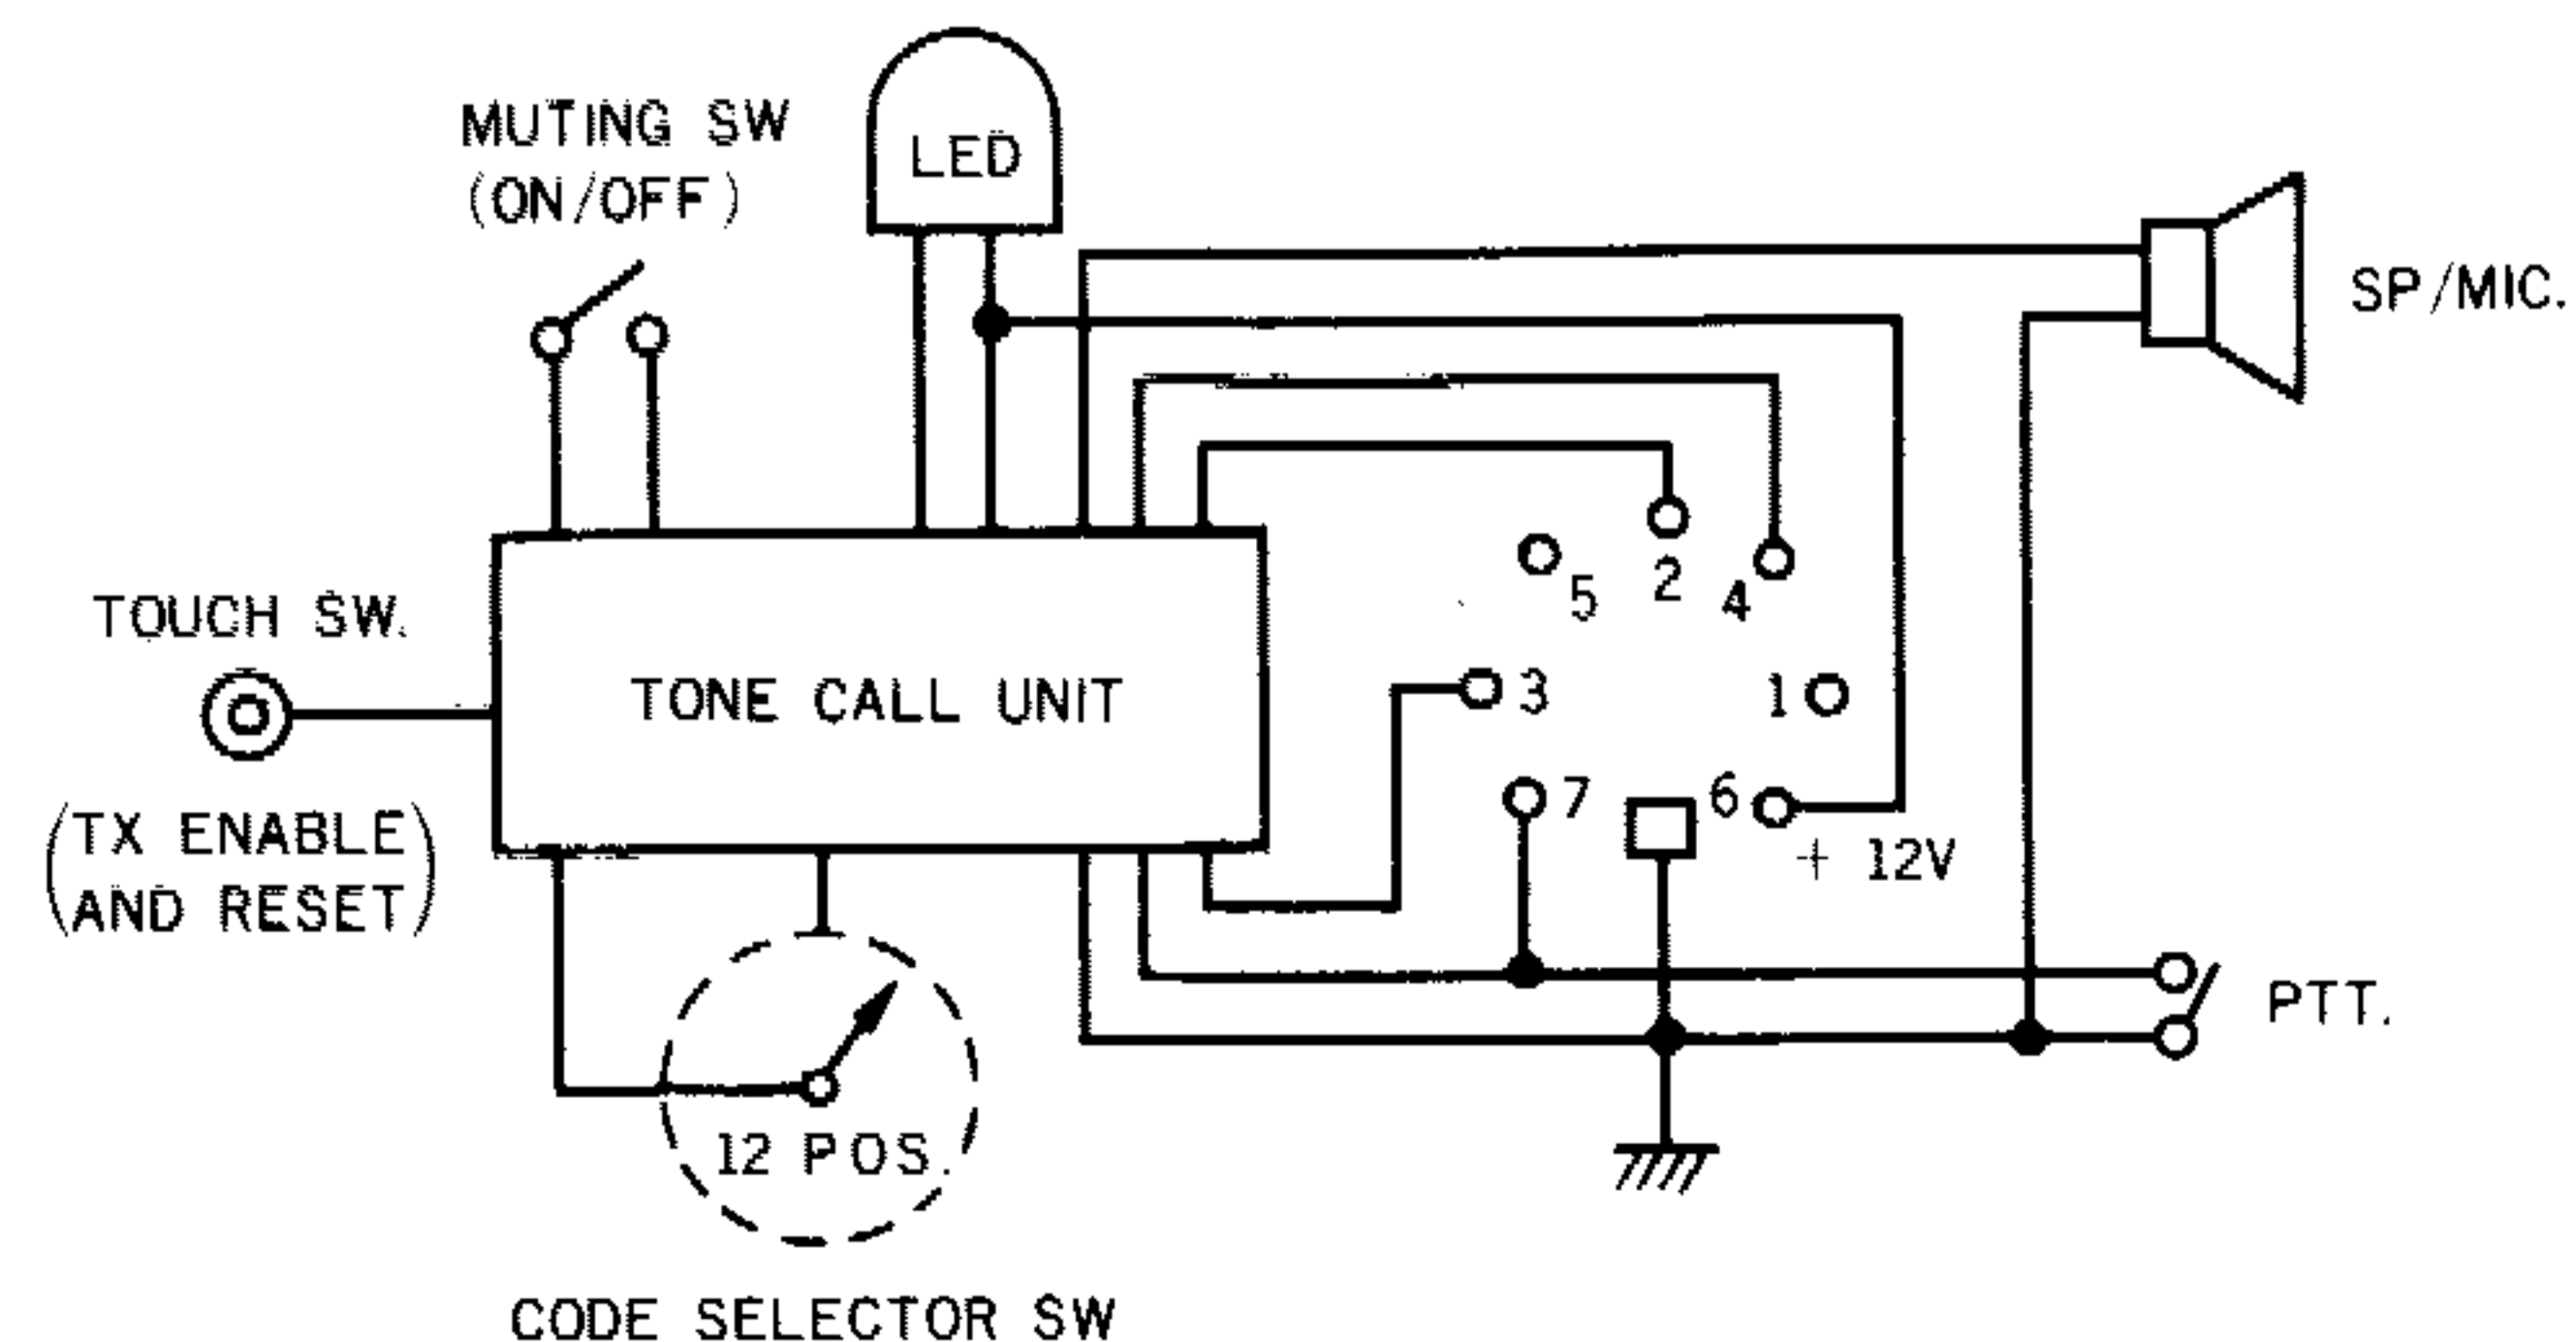 MUTING SW
(ON/OFF)
LED
SP/MIC.
TOUCH SW.
(TX ENABLE
AND RESET)
TONE CALL UNIT
5
2
4
3
1
7
6
+ 12V
PTT.
12 POS.
CODE SELECTOR SW